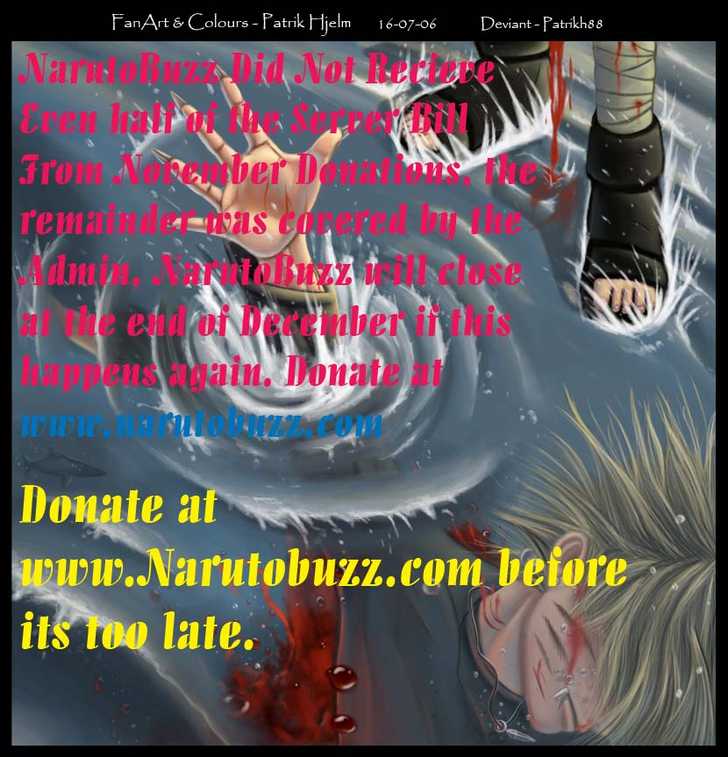 FanArt & Colours - Patrik Hjelm 16-07-06 Deviant - Patrikh88
NarutoBuzz Did Not Recieve
Even half of the Server Bill
From November Donations, the
remainder was covered by the
Admin, NarutoBuzz will close
at the end of December if this
happens again. Donate at
www.narutobuzz.com
Donate at
www.Narutobuzz.com before
its too late.